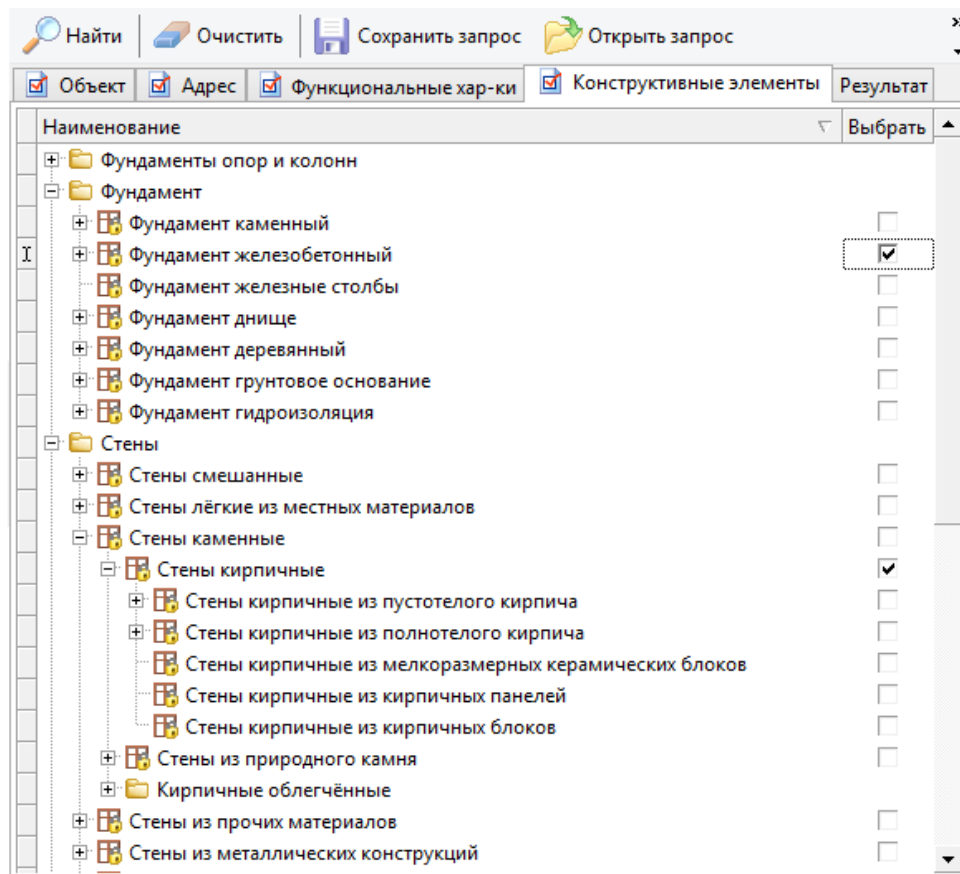 Найти Очистить Сохранить запрос Открыть запрос
Объект Адрес Функциональные хар-ки Конструктивные элементы Результат
Наименование Выбрать
Фундаменты опор и колонн
Фундамент
Фундамент каменный
Фундамент железобетонный
Фундамент железные столбы
Фундамент днище
Фундамент деревянный
Фундамент грунтовое основание
Фундамент гидроизоляция
Стены
Стены смешанные
Стены лёгкие из местных материалов
Стены каменные
Стены кирпичные
Стены кирпичные из пустотелого кирпича
Стены кирпичные из полнотелого кирпича
Стены кирпичные из мелкоразмерных керамических блоков
Стены кирпичные из кирпичных панелей
Стены кирпичные из кирпичных блоков
Стены из природного камня
Кирпичные облегчённые
Стены из прочих материалов
Стены из металлических конструкций